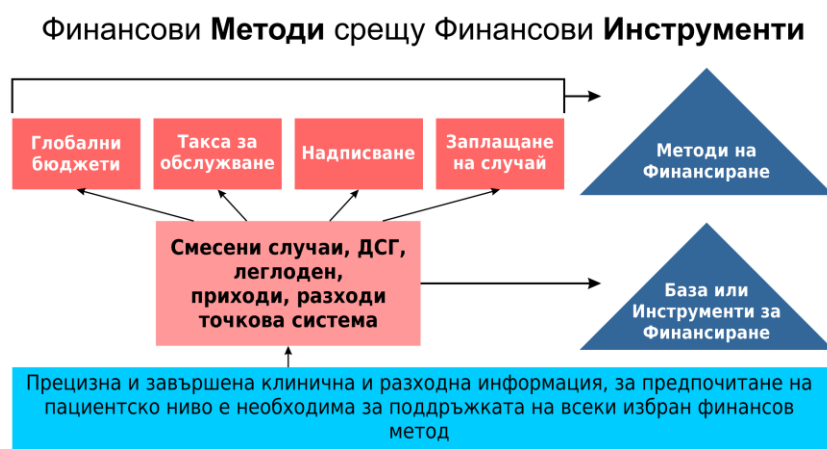 Финансови Методи срещу Финансови Инструменти
Глобални
бюджети
Такса за
обслужване
Надписване
Заплащане
на случай
Методи на
Финансиране
Смесени случаи, ДСГ,
леглоден,
приходи, разходи
точкова система
База или
Инструменти за
Финансиране
Прецизна и завършена клинична и разходна информация, за предпочитане на
пациентско ниво е необходима за поддръжката на всеки избран финансов
метод